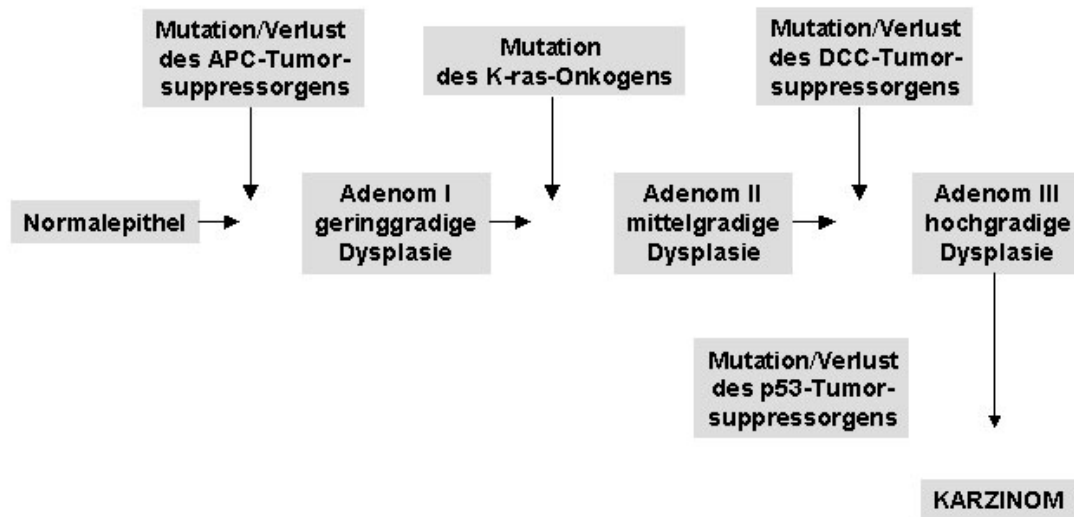 Mutation/Verlust
des APC-Tumor-
suppressorgens
Mutation
des K-ras-Onkogens
Mutation/Verlust
des DCC-Tumor-
suppressorgens
Normalepithel
Adenom I
geringgradige
Dysplasie
Adenom II
mittelgradige
Dysplasie
Adenom III
hochgradige
Dysplasie
Mutation/Verlust
des p53-Tumor-
suppressorgens
KARZINOM